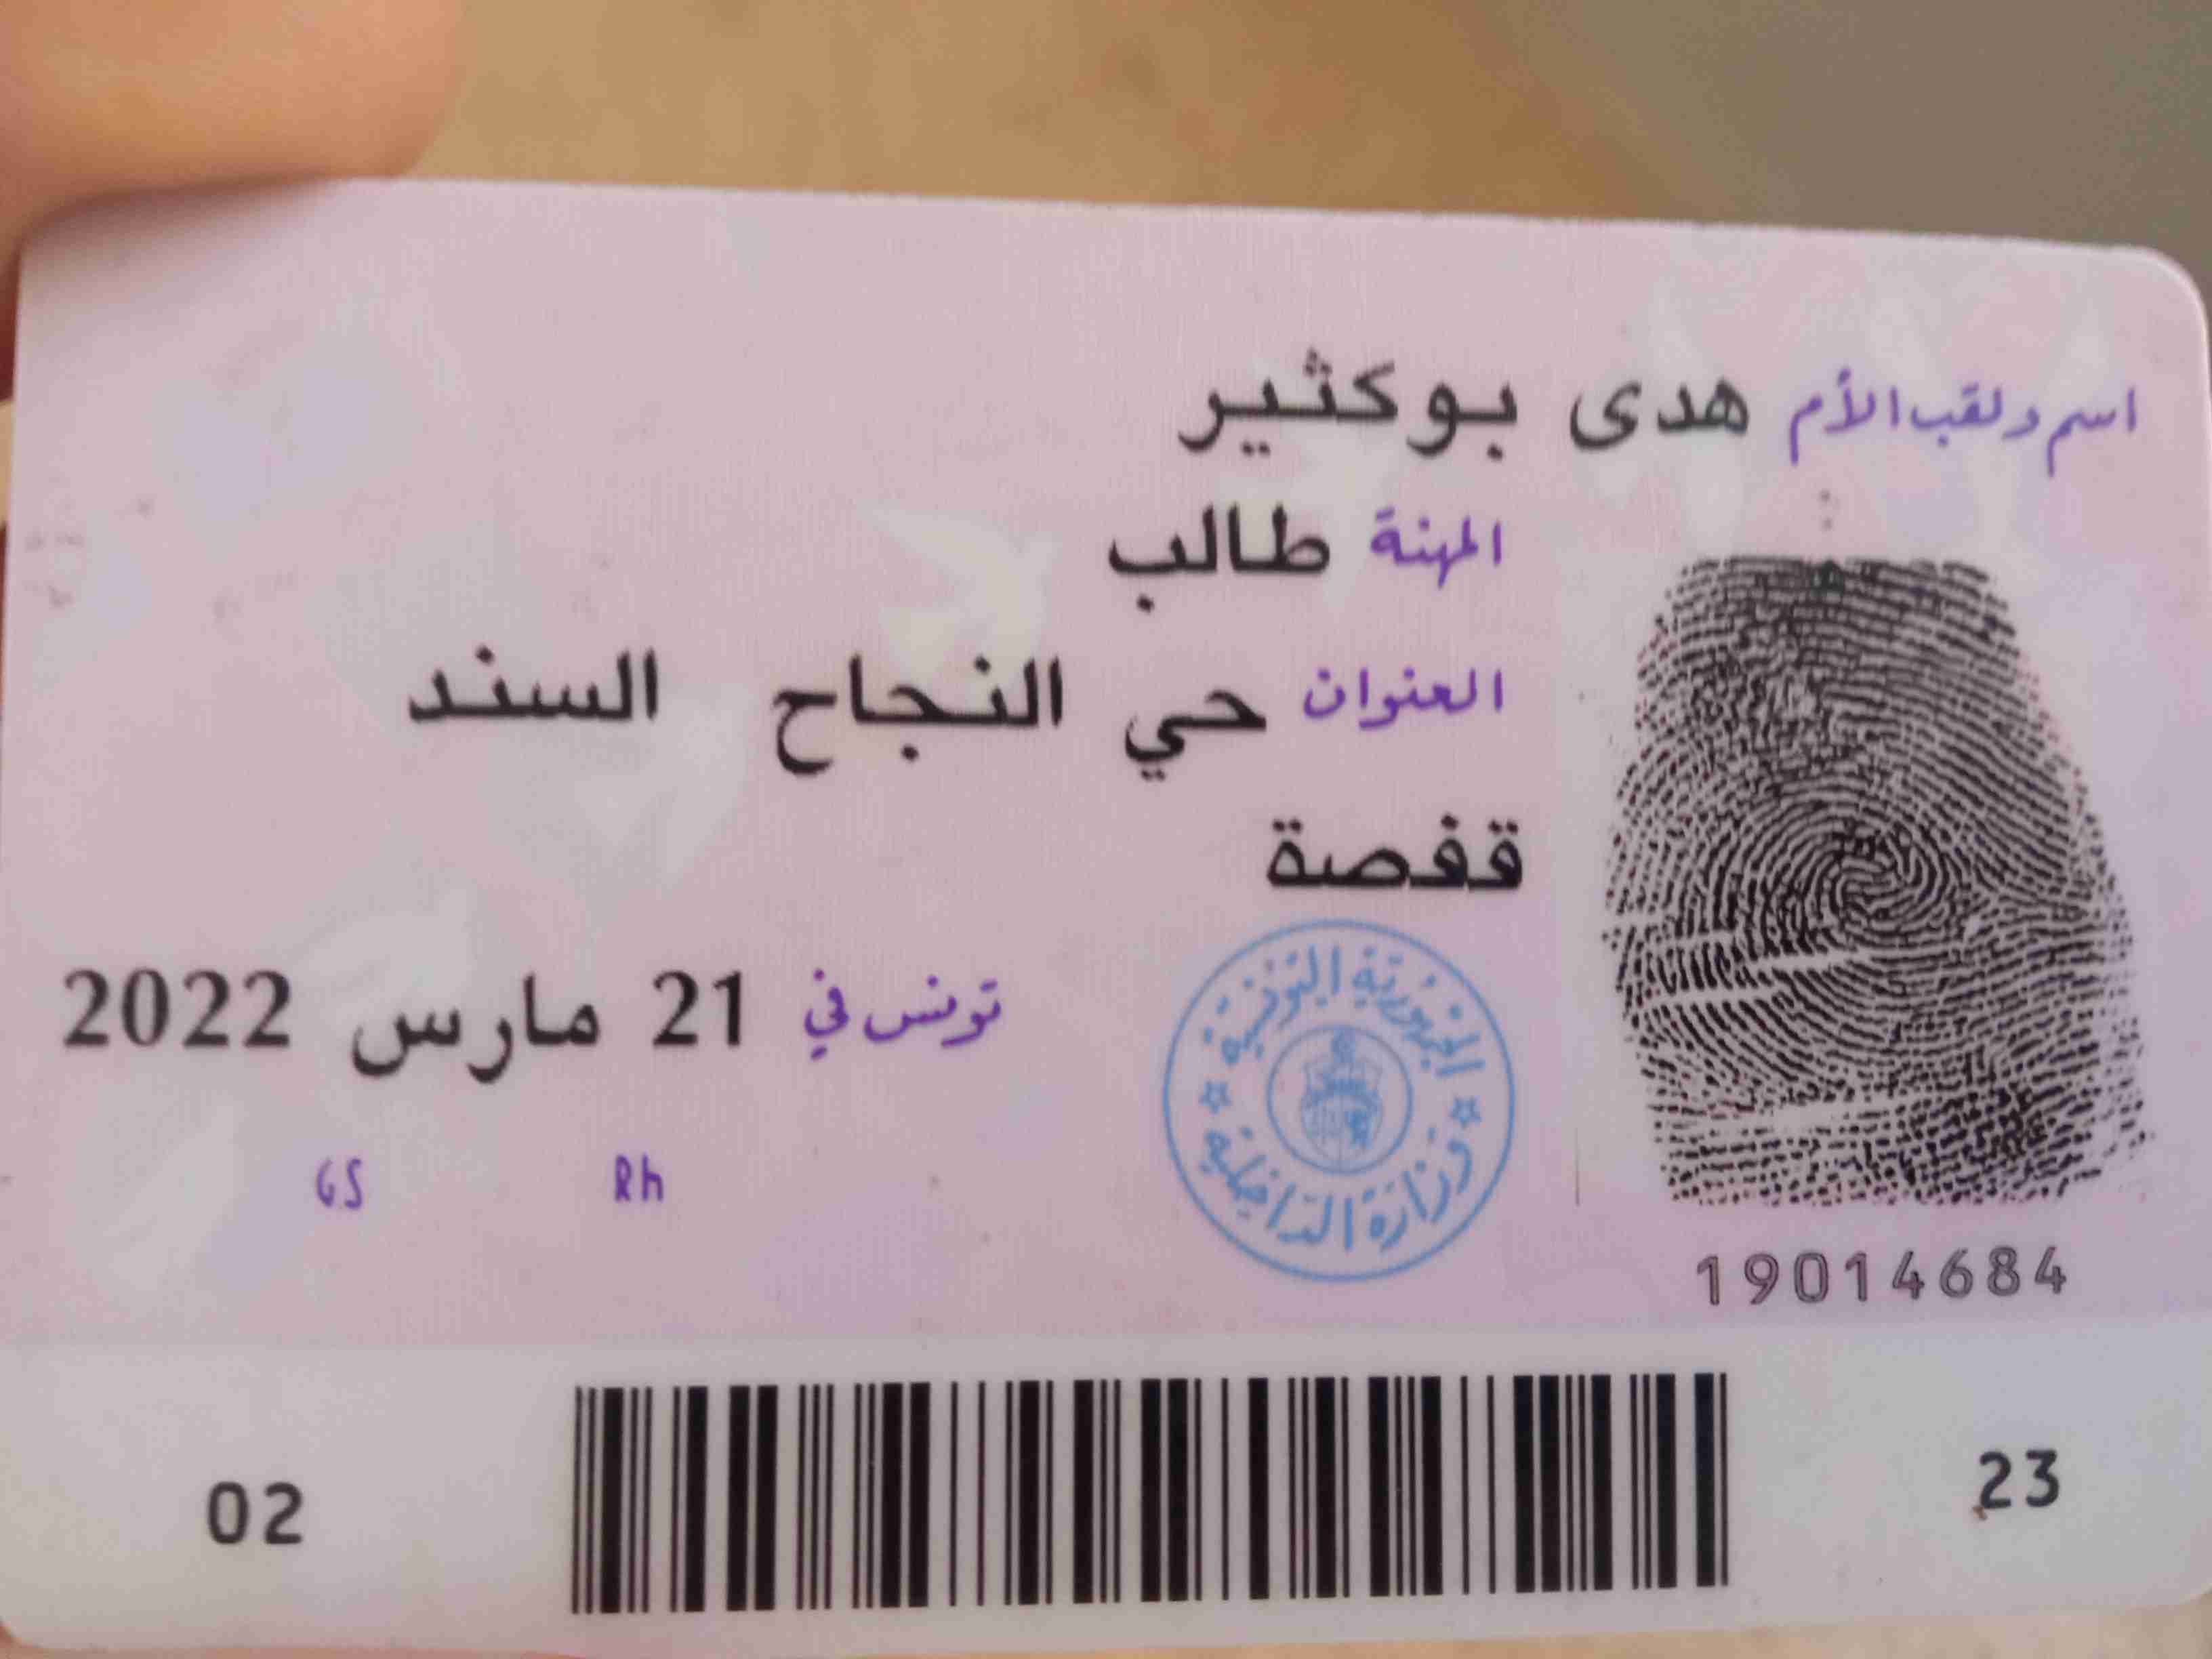 اسم ولقب الأم هدى بوكثير
المهنة طالب
العنوان حي النجاح السند
قفصة
تونس في 21 مارس 2022
الجمهورية التونسية
وزارة الداخلية
GS Rh
19014684
02 23